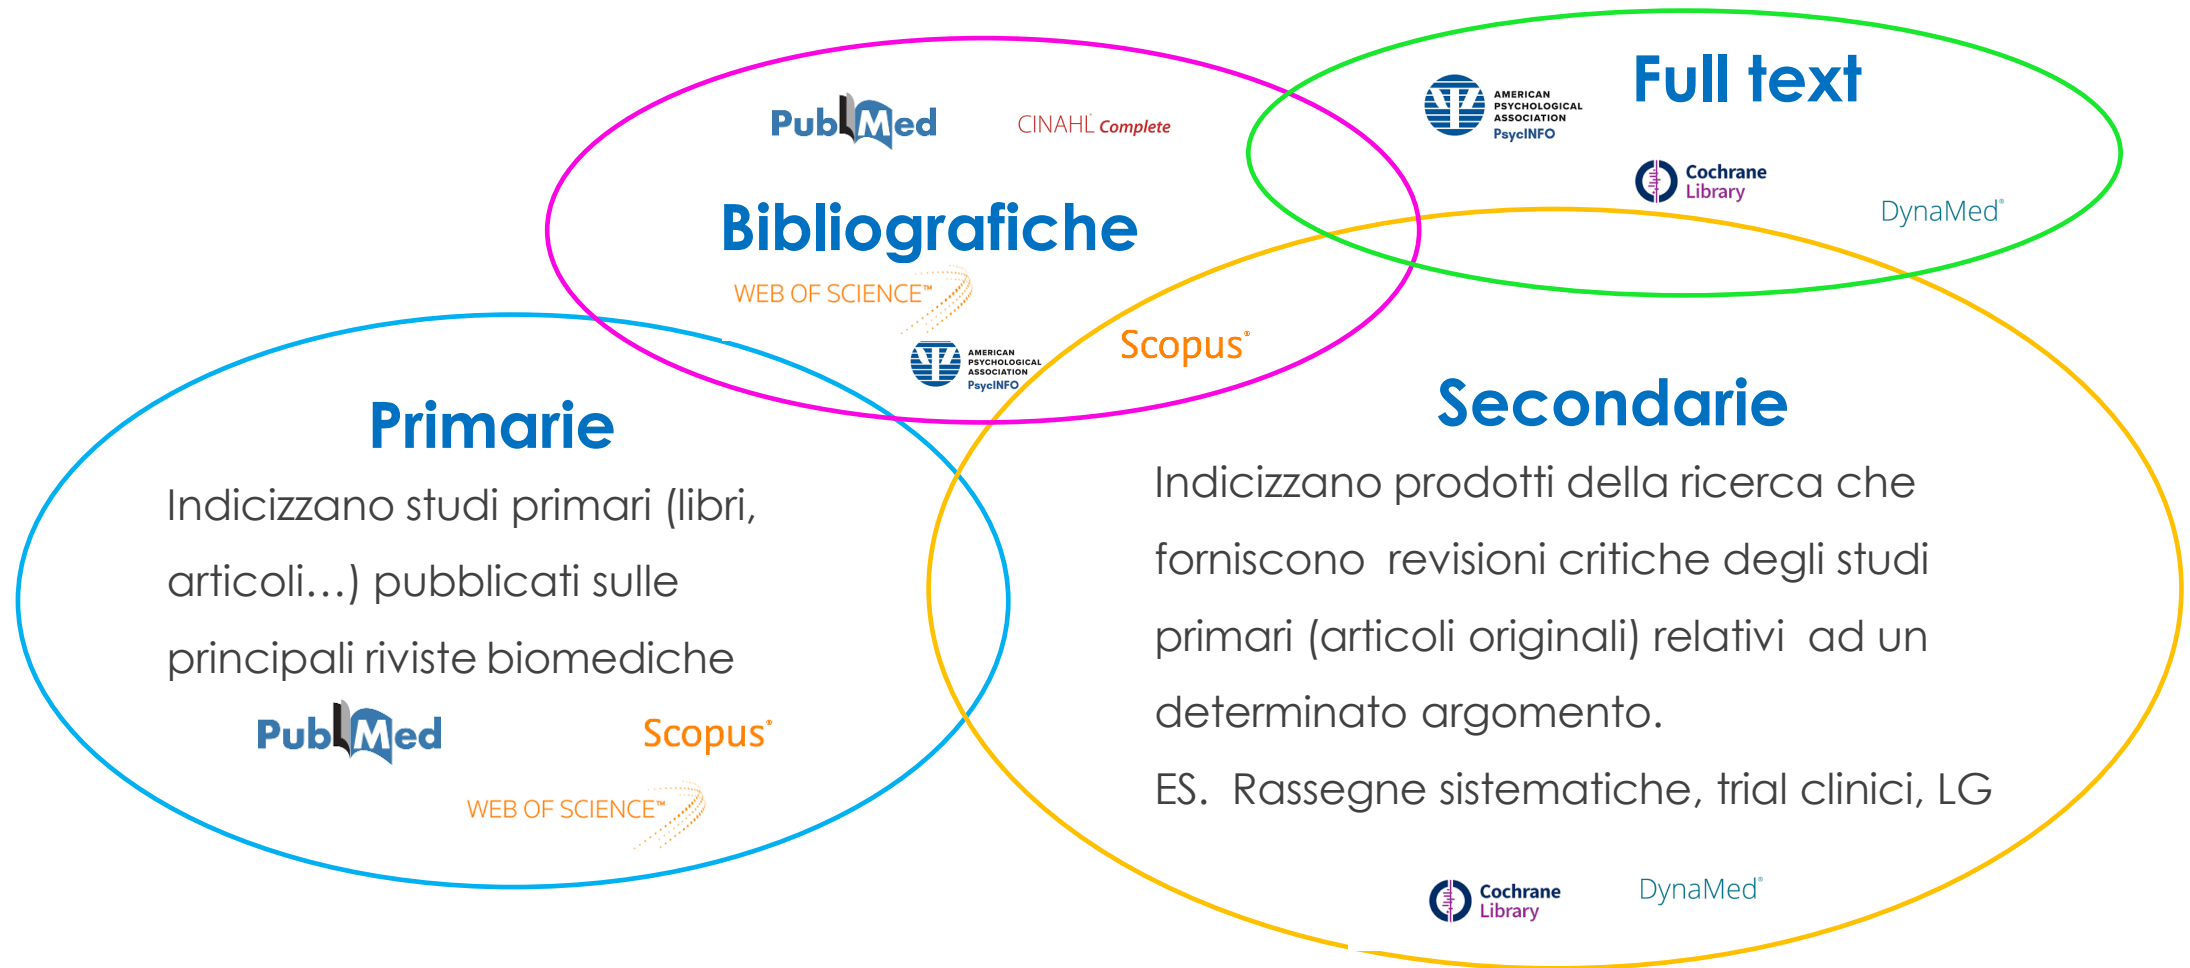 PubMed
CINAHL Complete
Bibliografiche
WEB OF SCIENCE™
AMERICAN
PSYCHOLOGICAL
ASSOCIATION
PsycINFO
Scopus®
Full text
AMERICAN
PSYCHOLOGICAL
ASSOCIATION
PsycINFO
Cochrane
Library
DynaMed®
Primarie
Indicizzano studi primari (libri,
articoli…) pubblicati sulle
principali riviste biomediche
PubMed
Scopus®
WEB OF SCIENCE™
Secondarie
Indicizzano prodotti della ricerca che
forniscono revisioni critiche degli studi
primari (articoli originali) relativi ad un
determinato argomento.
ES. Rassegne sistematiche, trial clinici, LG
Cochrane
Library
DynaMed®